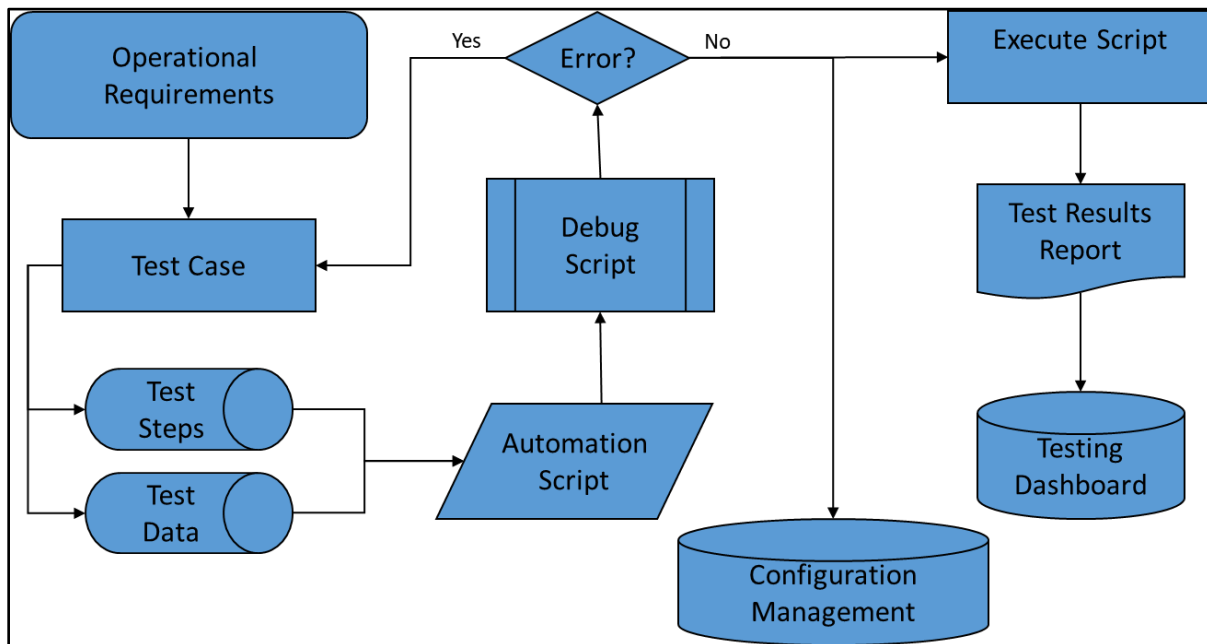 Operational
Requirements
Yes
Error?
No
Execute Script
Test Case
Debug
Script
Test Results
Report
Test
Steps
Test
Data
Automation
Script
Testing
Dashboard
Configuration
Management